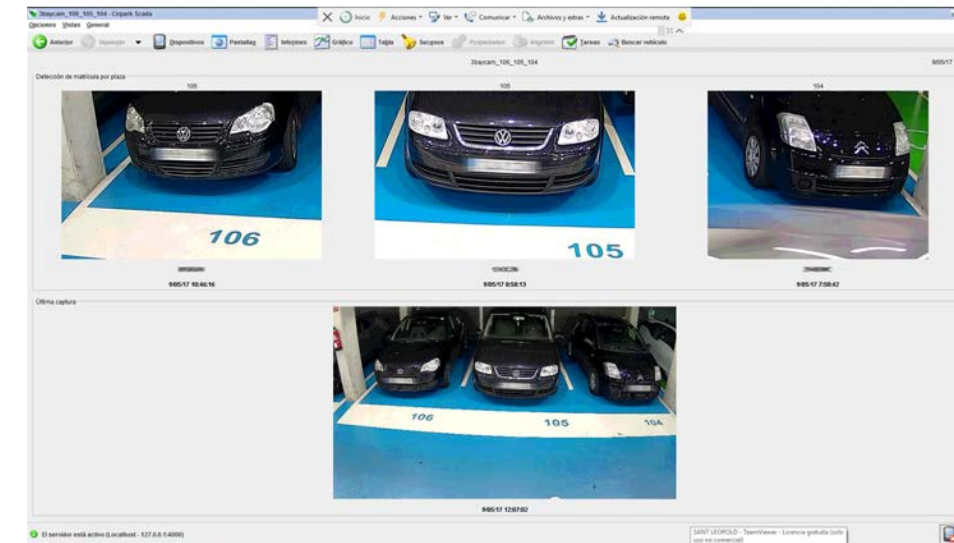 3baycam_106_105_104 - Cirpark Scada
Inicio Acciones Ver Comunicar Archivos y extras Actualización remota
Opciones Vistas General
Anterior Siguiente Dispositivos Pantallas Informes Gráfico Tabla Sucesos Propiedades Imprimir Tareas Buscar vehículo
3baycam_106_105_104
9/05/17
Detección de matrícula por plaza
106 105 104
106
105
9/05/17 10:46:16 9/05/17 8:58:13 9/05/17 7:58:42
Última captura
106 105 104
9/05/17 12:07:02
El servidor está activo (Localhost - 127.0.0.1:4000)
SANT LEOPOLD - TeamViewer - Licencia gratuita (solo
uso no comercial)